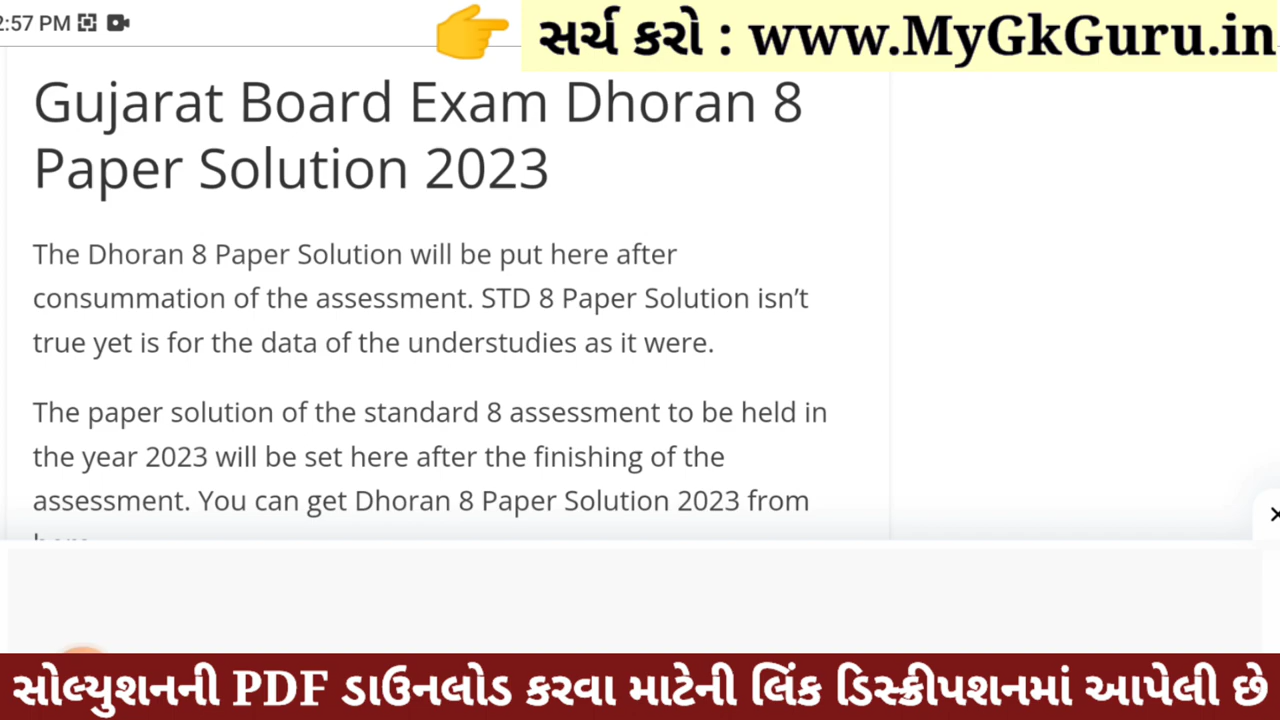 2:57 PM
👉 સર્ચ કરો : www.MyGkGuru.in
Gujarat Board Exam Dhoran 8
Paper Solution 2023
The Dhoran 8 Paper Solution will be put here after
consummation of the assessment. STD 8 Paper Solution isn’t
true yet is for the data of the understudies as it were.
The paper solution of the standard 8 assessment to be held in
the year 2023 will be set here after the finishing of the
assessment. You can get Dhoran 8 Paper Solution 2023 from
સોલ્યુશનની PDF ડાઉનલોડ કરવા માટેની લિંક ડિસ્ક્રીપશનમાં આપેલી છે